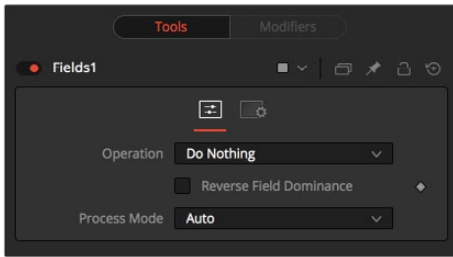 Tools Modifiers
Fields1
Operation Do Nothing
Reverse Field Dominance
Process Mode Auto